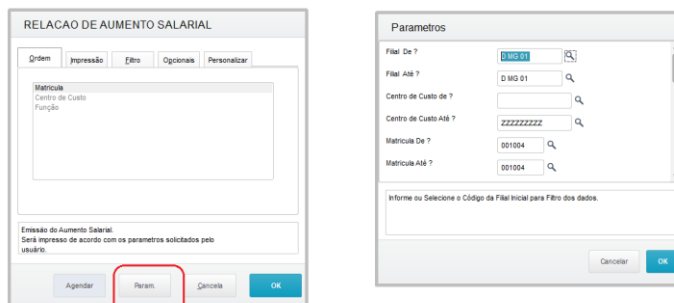 RELACAO DE AUMENTO SALARIAL
Ordem Impressão Filtro Opcionais Personalizar
Matricula
Centro de Custo
Função
Emissão do Aumento Salarial.
Será impresso de acordo com os parametros solicitados pelo
usuário.
Agendar Param. Cancela OK
Parametros
Filial De ? D MG 01
Filial Até ? D MG 01
Centro de Custo de ?
Centro de Custo Até ? ZZZZZZZZZ
Matricula De ? 001004
Matricula Até ? 001004
Informe ou Selecione o Código da Filial Inicial para Filtro dos dados.
Cancelar OK